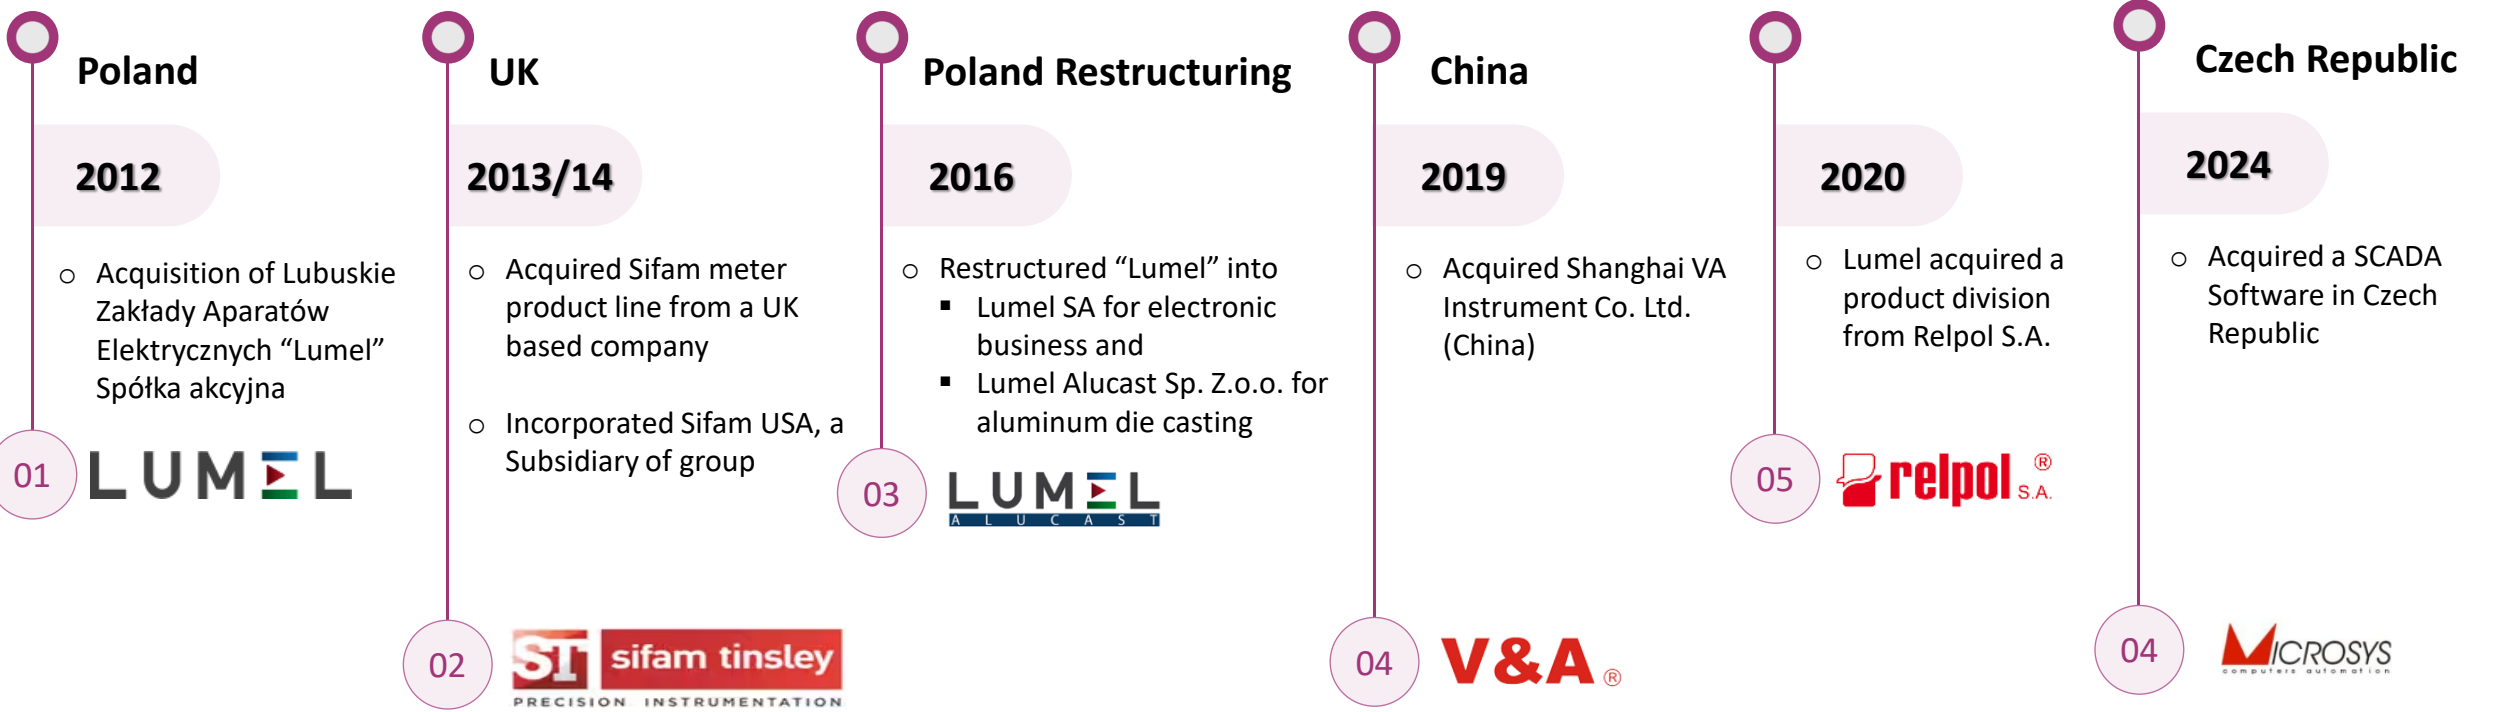 Poland
2012
o Acquisition of Lubuskie
Zakłady Aparatów
Elektrycznych “Lumel”
Spółka akcyjna
01
LUMEL
UK
2013/14
o Acquired Sifam meter
product line from a UK
based company
o Incorporated Sifam USA, a
Subsidiary of group
02
ST sifam tinsley
PRECISION INSTRUMENTATION
Poland Restructuring
2016
o Restructured “Lumel” into
▪ Lumel SA for electronic
business and
▪ Lumel Alucast Sp. Z.o.o. for
aluminum die casting
03
LUMEL
ALUCAST
China
2019
o Acquired Shanghai VA
Instrument Co. Ltd.
(China)
04
V&A ®
2020
o Lumel acquired a
product division
from Relpol S.A.
05
relpol ®
S.A.
Czech Republic
2024
o Acquired a SCADA
Software in Czech
Republic
04
MICROSYS
computers automation